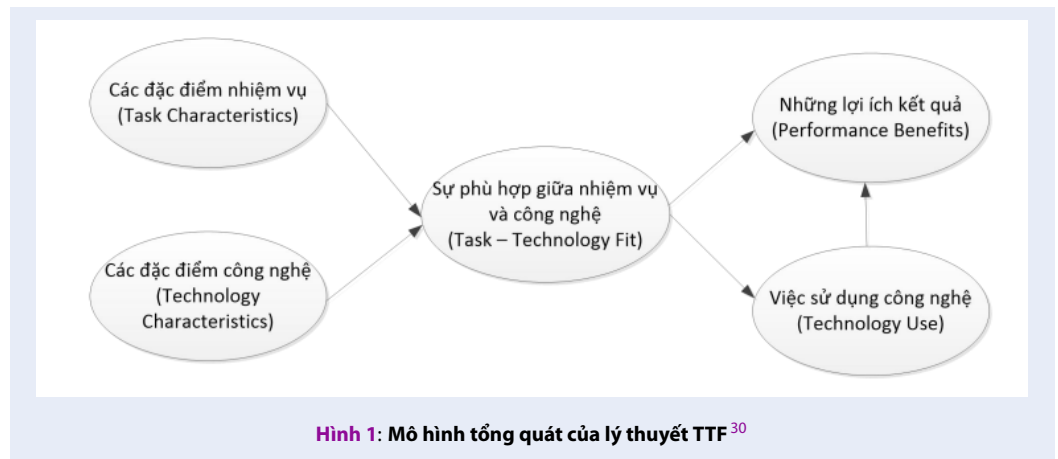 Các đặc điểm nhiệm vụ
(Task Characteristics)
Các đặc điểm công nghệ
(Technology
Characteristics)
Sự phù hợp giữa nhiệm vụ
và công nghệ
(Task – Technology Fit)
Những lợi ích kết quả
(Performance Benefits)
Việc sử dụng công nghệ
(Technology Use)
Hình 1: Mô hình tổng quát của lý thuyết TTF 30